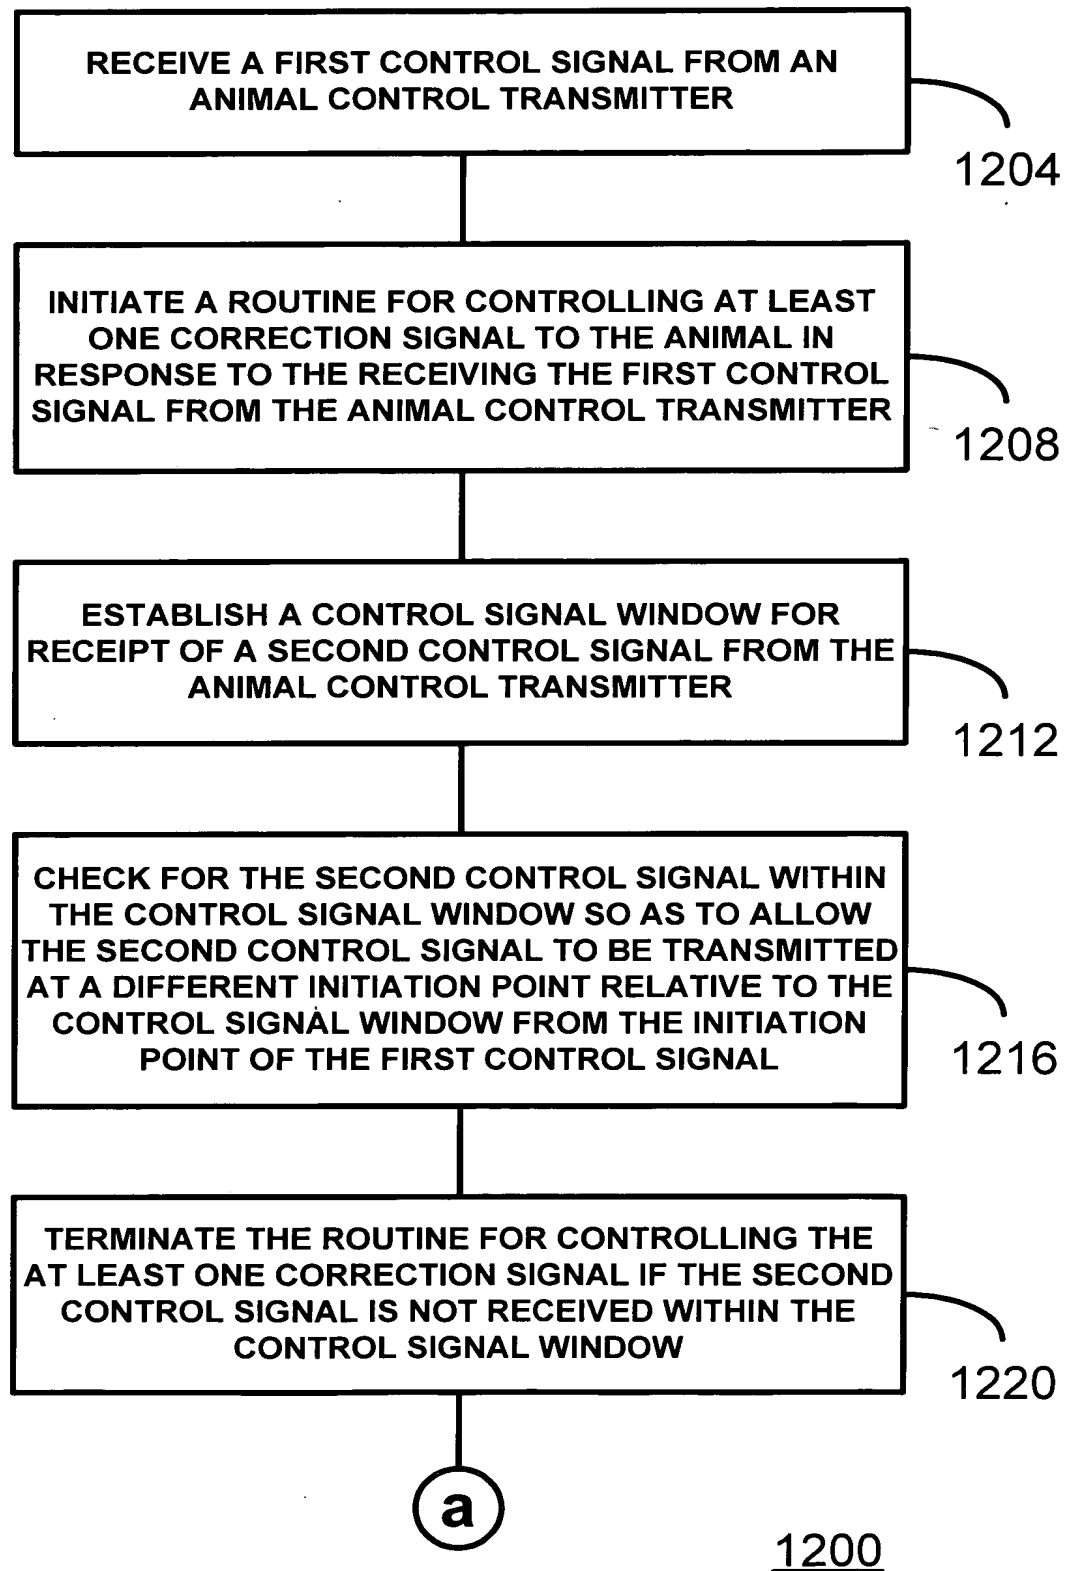 RECEIVE A FIRST CONTROL SIGNAL FROM AN
ANIMAL CONTROL TRANSMITTER
1204
INITIATE A ROUTINE FOR CONTROLLING AT LEAST
ONE CORRECTION SIGNAL TO THE ANIMAL IN
RESPONSE TO THE RECEIVING THE FIRST CONTROL
SIGNAL FROM THE ANIMAL CONTROL TRANSMITTER
1208
ESTABLISH A CONTROL SIGNAL WINDOW FOR
RECEIPT OF A SECOND CONTROL SIGNAL FROM THE
ANIMAL CONTROL TRANSMITTER
1212
CHECK FOR THE SECOND CONTROL SIGNAL WITHIN
THE CONTROL SIGNAL WINDOW SO AS TO ALLOW
THE SECOND CONTROL SIGNAL TO BE TRANSMITTED
AT A DIFFERENT INITIATION POINT RELATIVE TO THE
CONTROL SIGNAL WINDOW FROM THE INITIATION
POINT OF THE FIRST CONTROL SIGNAL
1216
TERMINATE THE ROUTINE FOR CONTROLLING THE
AT LEAST ONE CORRECTION SIGNAL IF THE SECOND
CONTROL SIGNAL IS NOT RECEIVED WITHIN THE
CONTROL SIGNAL WINDOW
1220
a
1200